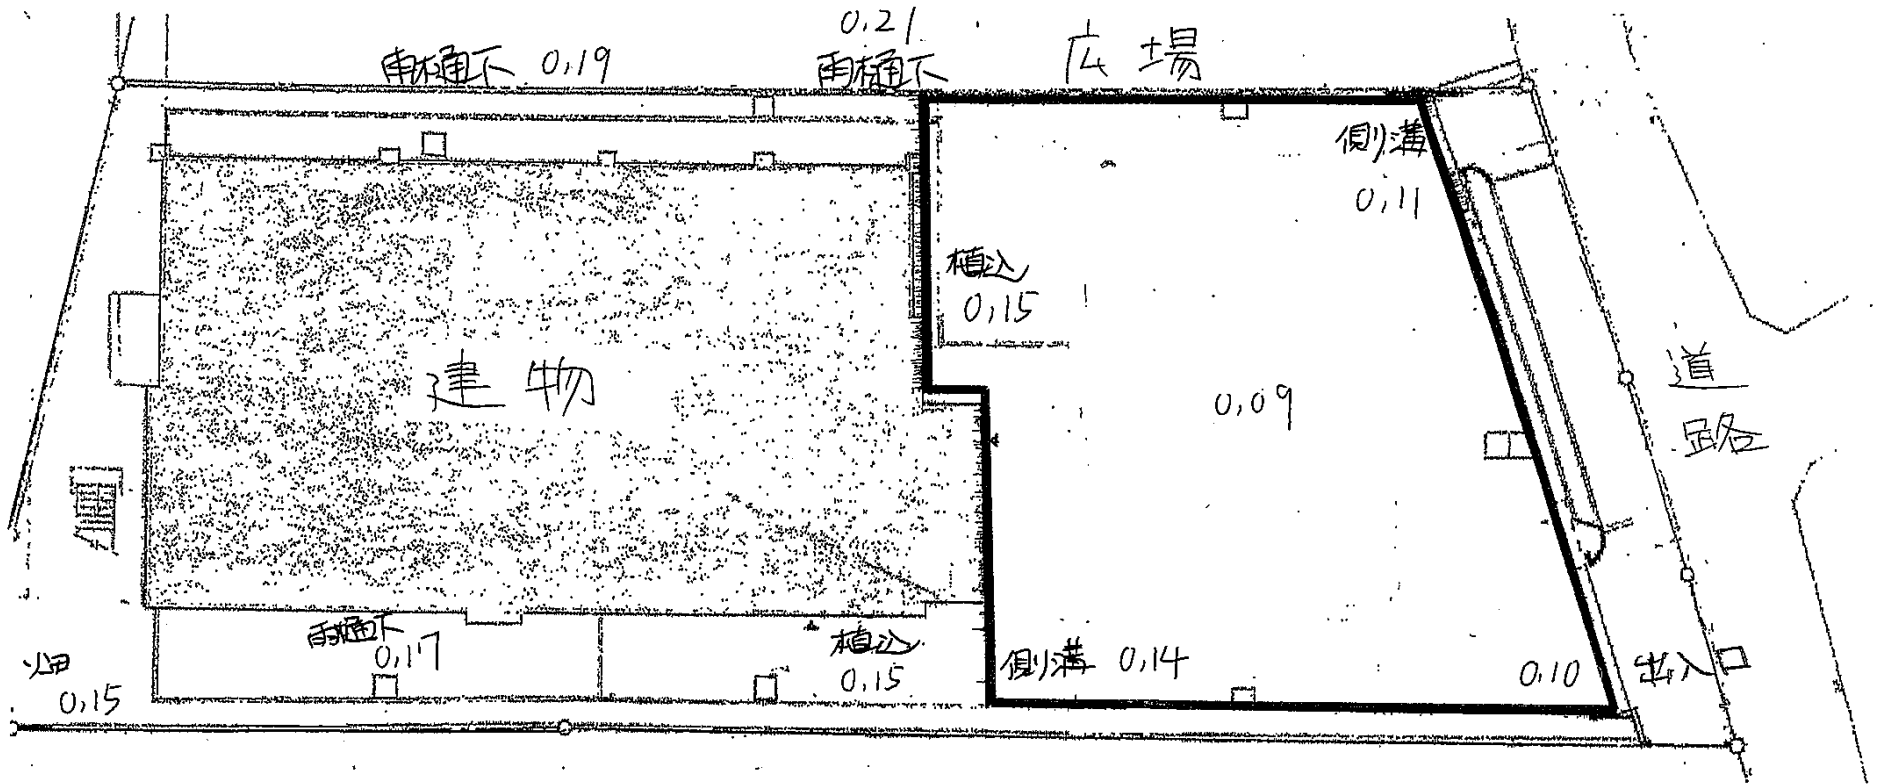 0.21
雨樋下 0.19
雨樋下
広場
側溝
0.11
植込
0.15
建物
0.09
道
路
雨樋下
0.17
植込
0.15
側溝 0.14
0.10
出入口
畑
0.15